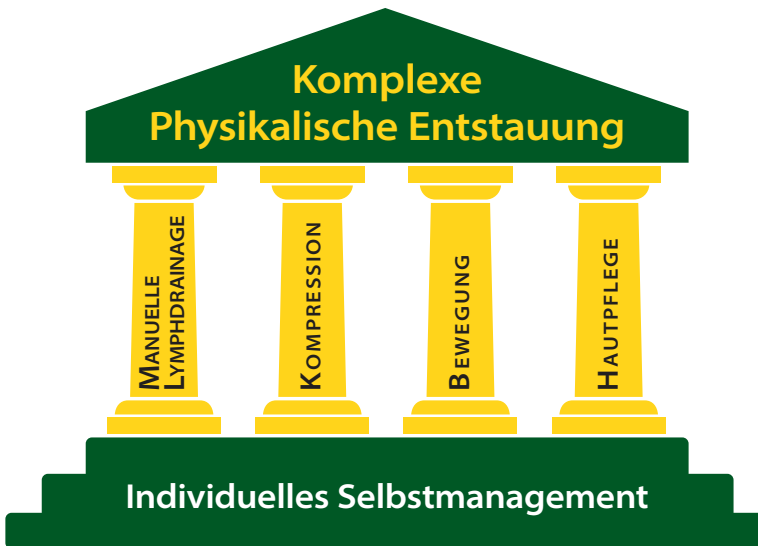 Komplexe
Physikalische Entstauung
MANUELLE
LYMPHDRAINAGE
KOMPRESSION
BEWEGUNG
HAUTPFLEGE
Individuelles Selbstmanagement